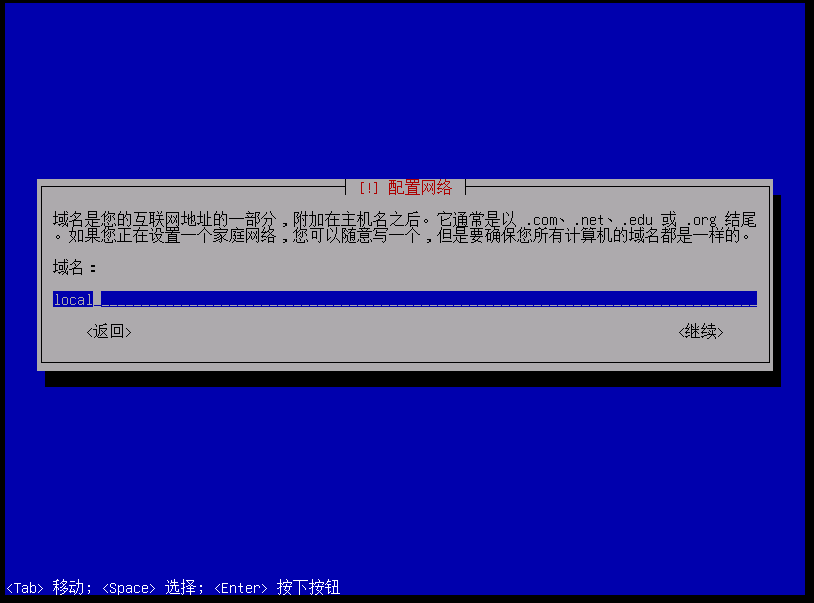 [!] 配置网络
域名是您的互联网地址的一部分，附加在主机名之后。它通常是以 .com、.net、.edu 或 .org 结尾
。如果您正在设置一个家庭网络，您可以随意写一个，但是要确保您所有计算机的域名都是一样的。
域名：
local
<返回> <继续>
<Tab> 移动; <Space> 选择; <Enter> 按下按钮